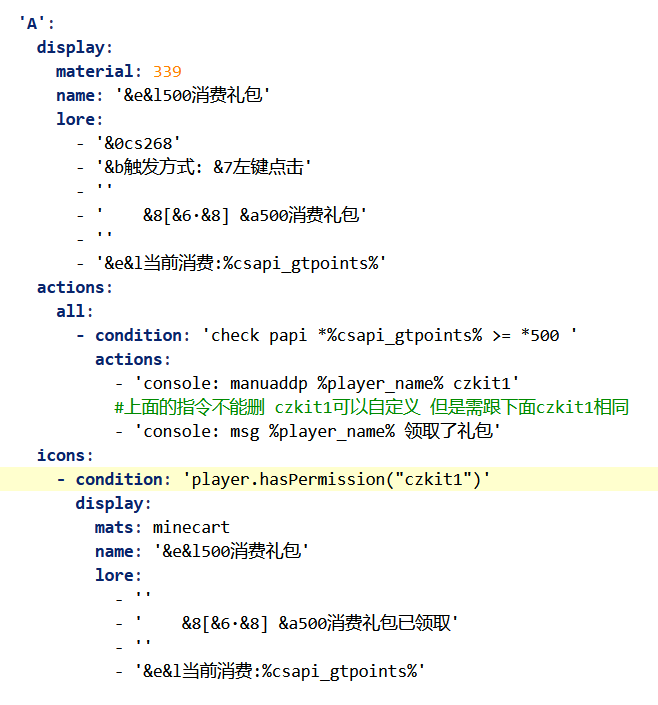 'A':
  display:
    material: 339
    name: '&e&l500消费礼包'
    lore:
      - '&0cs268'
      - '&b触发方式: &7左键点击'
      - ''
      - '    &8[&6·&8] &a500消费礼包'
      - ''
      - '&e&l当前消费:%csapi_gtpoints%'
  actions:
    all:
      - condition: 'check papi *%csapi_gtpoints% >= *500 '
        actions:
          - 'console: manuaddp %player_name% czkit1'
          #上面的指令不能删 czkit1可以自定义 但是需跟下面czkit1相同
          - 'console: msg %player_name% 领取了礼包'
  icons:
    - condition: 'player.hasPermission("czkit1")'
      display:
        mats: minecart
        name: '&e&l500消费礼包'
        lore:
          - ''
          - '    &8[&6·&8] &a500消费礼包已领取'
          - ''
          - '&e&l当前消费:%csapi_gtpoints%'